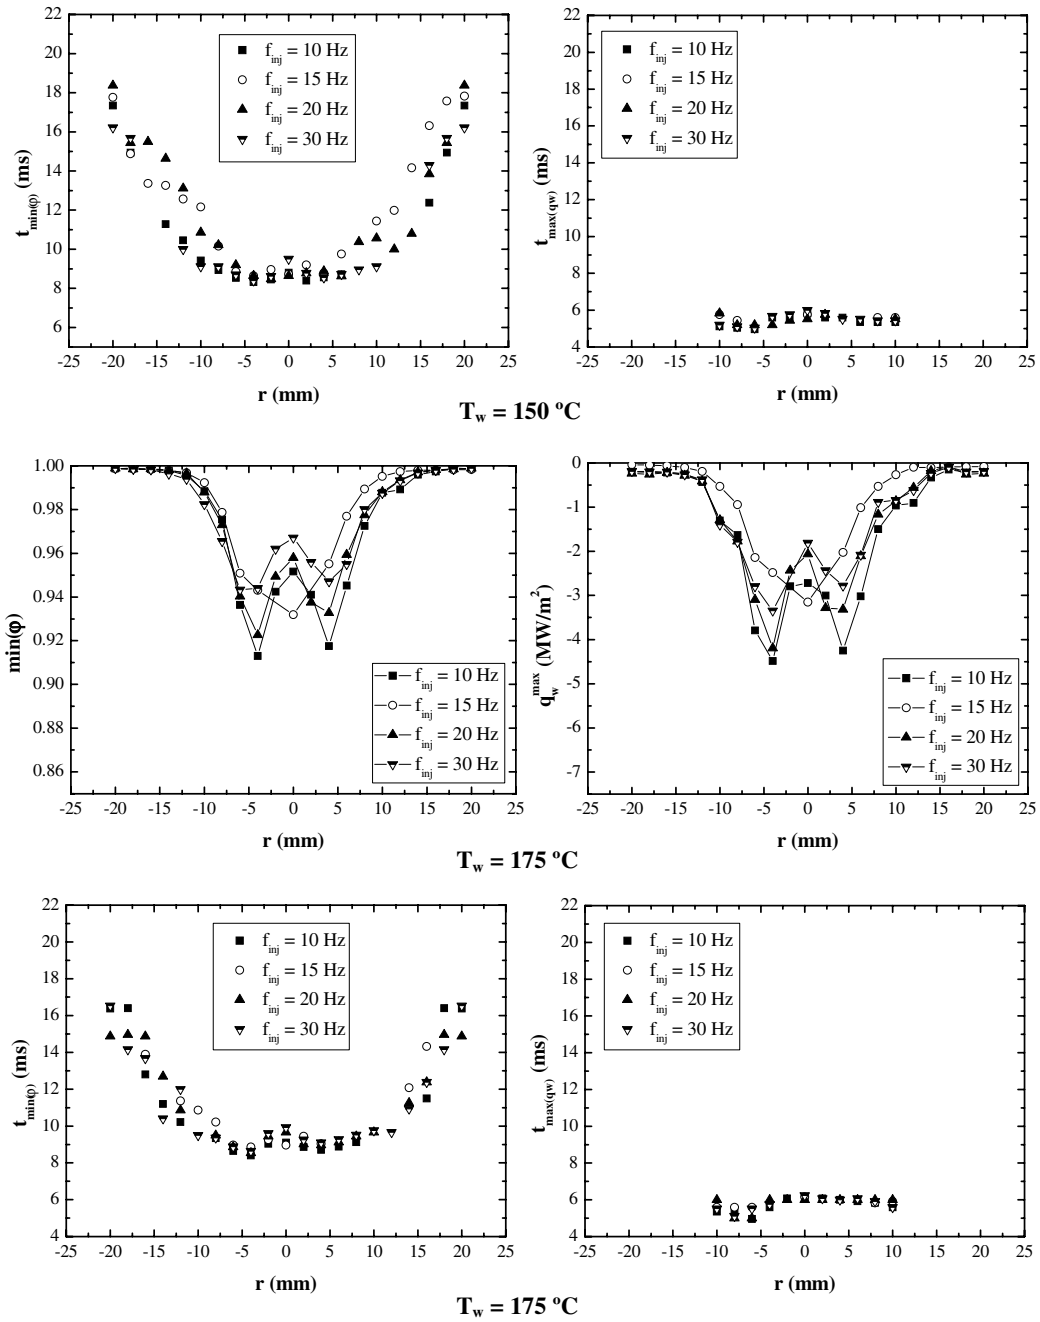 22
20
18
16
14
12
10
8
6
t_min(φ) (ms)
f_inj = 10 Hz
f_inj = 15 Hz
f_inj = 20 Hz
f_inj = 30 Hz
-25 -20 -15 -10 -5 0 5 10 15 20 25
r (mm)
22
20
18
16
14
12
10
8
6
4
t_max(qw) (ms)
f_inj = 10 Hz
f_inj = 15 Hz
f_inj = 20 Hz
f_inj = 30 Hz
-25 -20 -15 -10 -5 0 5 10 15 20 25
r (mm)
T_w = 150 ºC
1.00
0.98
0.96
0.94
0.92
0.90
0.88
0.86
min(φ)
f_inj = 10 Hz
f_inj = 15 Hz
f_inj = 20 Hz
f_inj = 30 Hz
-25 -20 -15 -10 -5 0 5 10 15 20 25
r (mm)
0
-1
-2
-3
-4
-5
-6
-7
q_w^max (MW/m²)
f_inj = 10 Hz
f_inj = 15 Hz
f_inj = 20 Hz
f_inj = 30 Hz
-25 -20 -15 -10 -5 0 5 10 15 20 25
r (mm)
T_w = 175 ºC
22
20
18
16
14
12
10
8
6
4
t_min(φ) (ms)
f_inj = 10 Hz
f_inj = 15 Hz
f_inj = 20 Hz
f_inj = 30 Hz
-25 -20 -15 -10 -5 0 5 10 15 20 25
r (mm)
22
20
18
16
14
12
10
8
6
4
t_max(qw) (ms)
f_inj = 10 Hz
f_inj = 15 Hz
f_inj = 20 Hz
f_inj = 30 Hz
-25 -20 -15 -10 -5 0 5 10 15 20 25
r (mm)
T_w = 175 ºC